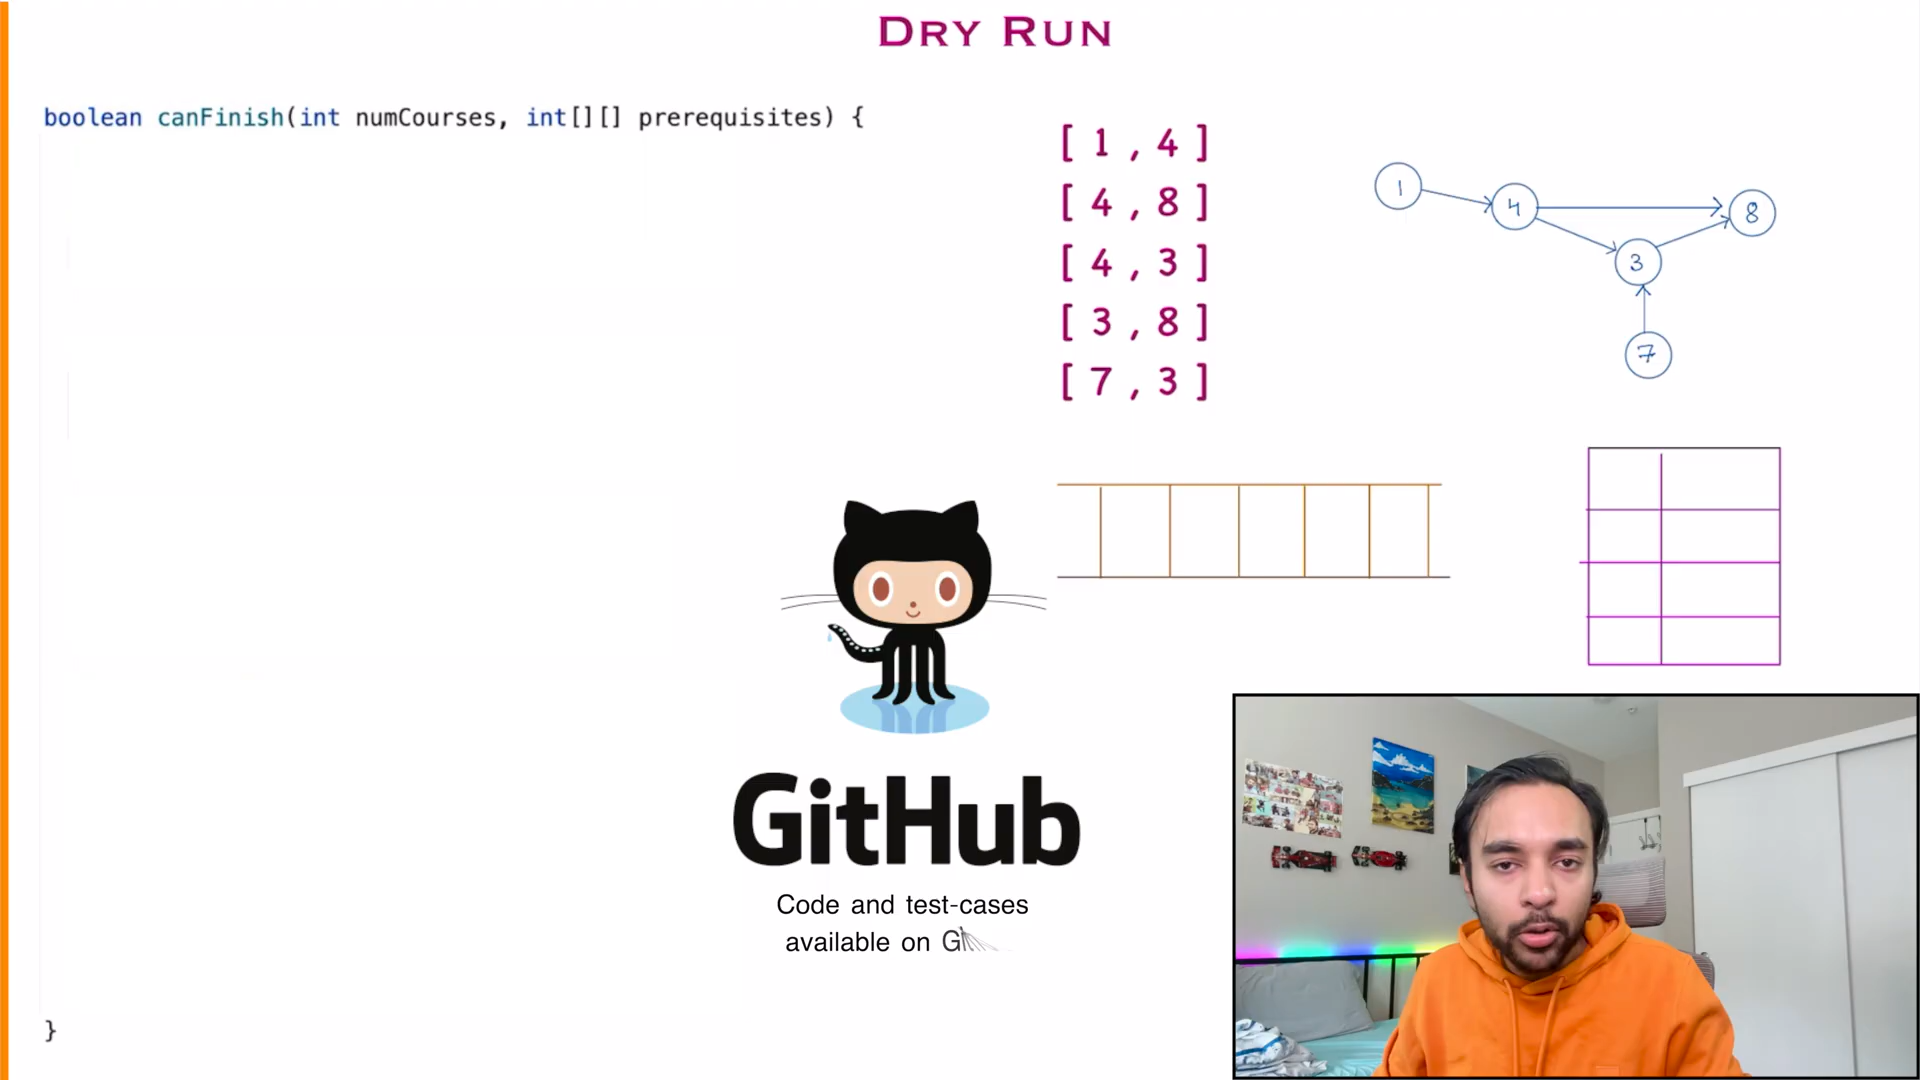 DRY RUN
boolean canFinish(int numCourses, int[][] prerequisites) {
[ 1 , 4 ]
[ 4 , 8 ]
[ 4 , 3 ]
[ 3 , 8 ]
[ 7 , 3 ]
1
4
8
3
7
GitHub
Code and test-cases
available on
}